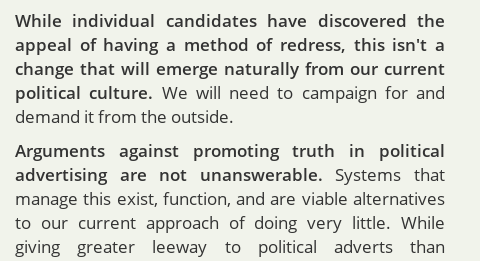 While individual candidates have discovered the
appeal of having a method of redress, this isn't a
change that will emerge naturally from our current
political culture. We will need to campaign for and
demand it from the outside.
Arguments against promoting truth in political
advertising are not unanswerable. Systems that
manage this exist, function, and are viable alternatives
to our current approach of doing very little. While
giving greater leeway to political adverts than